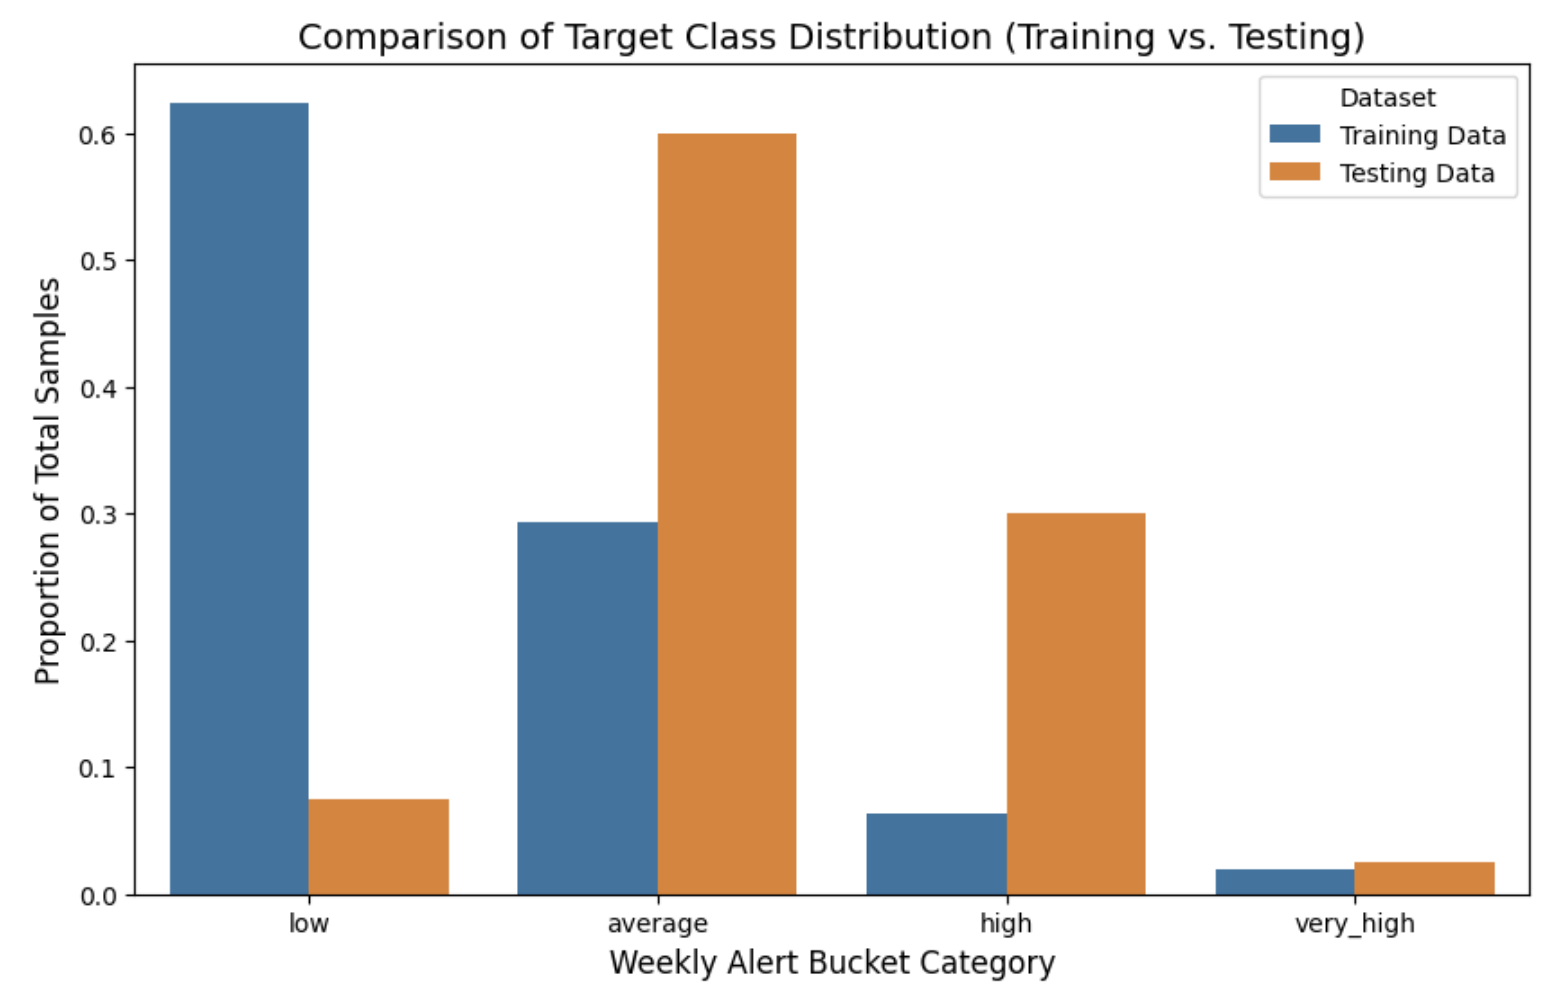 Comparison of Target Class Distribution (Training vs. Testing)
Dataset
Training Data
Testing Data
Proportion of Total Samples
0.6
0.5
0.4
0.3
0.2
0.1
0.0
low
average
high
very_high
Weekly Alert Bucket Category